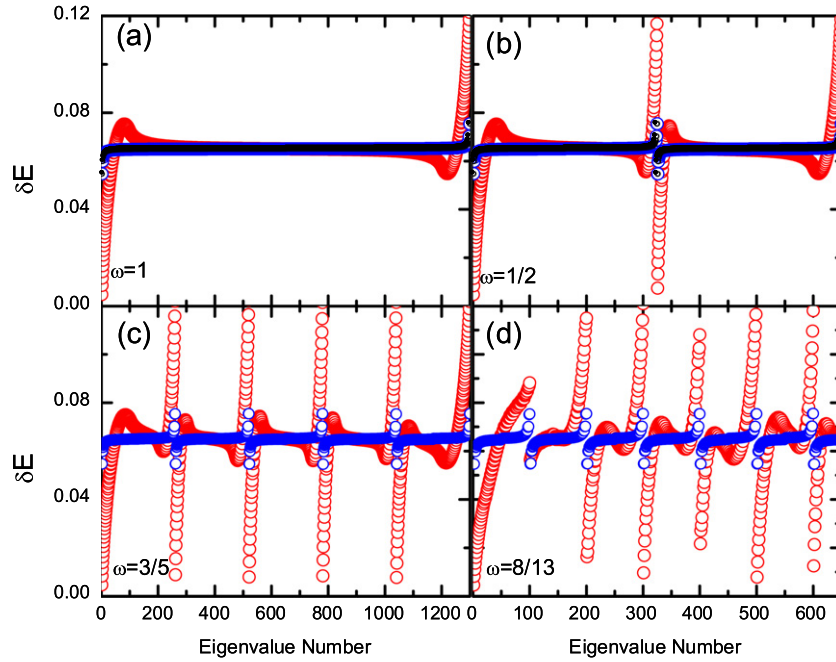 0.12
(a)
(b)
0.08
δE
0.04
ω=1
ω=1/2
0.00
(c)
(d)
0.08
δE
0.04
ω=3/5
ω=8/13
0.00
0 200 400 600 800 1000 1200 0 100 200 300 400 500 600
Eigenvalue Number Eigenvalue Number